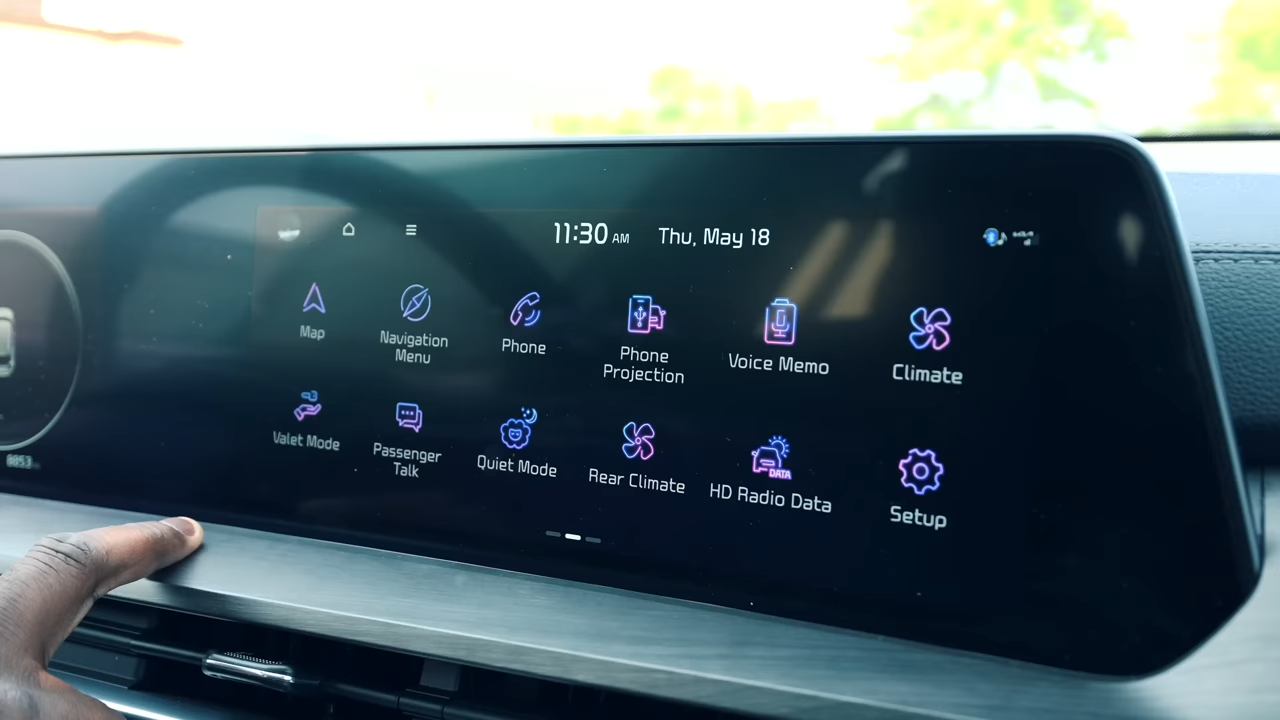 11:30 AM Thu, May 18
Map
Navigation
Menu
Phone
Phone
Projection
Voice Memo
Climate
Valet Mode
Passenger
Talk
Quiet Mode
Rear Climate
HD Radio Data
DATA
Setup